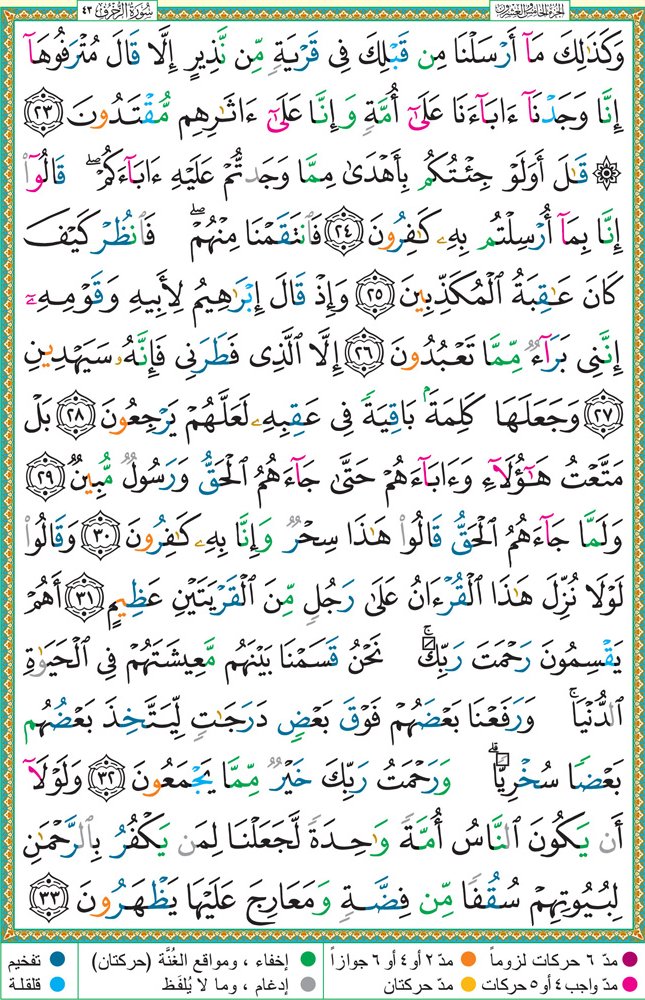 سُورَةُ الزُّخْرُفِ ٤٣
الجزء الخامس والعشرون
وَكَذَٰلِكَ مَآ أَرْسَلْنَا مِن قَبْلِكَ فِى قَرْيَةٍ مِّن نَّذِيرٍ إِلَّا قَالَ مُتْرَفُوهَآ
إِنَّا وَجَدْنَآ ءَابَآءَنَا عَلَىٰٓ أُمَّةٍ وَإِنَّا عَلَىٰٓ ءَاثَٰرِهِم مُّقْتَدُونَ ٢٣
۞ قَٰلَ أَوَلَوْ جِئْتُكُم بِأَهْدَىٰ مِمَّا وَجَدتُّمْ عَلَيْهِ ءَابَآءَكُمْ ۖ قَالُوٓا۟
إِنَّا بِمَآ أُرْسِلْتُم بِهِۦ كَٰفِرُونَ ٢٤ فَٱنتَقَمْنَا مِنْهُمْ ۖ فَٱنظُرْ كَيْفَ
كَانَ عَٰقِبَةُ ٱلْمُكَذِّبِينَ ٢٥ وَإِذْ قَالَ إِبْرَٰهِيمُ لِأَبِيهِ وَقَوْمِهِۦٓ
إِنَّنِى بَرَآءٌ مِّمَّا تَعْبُدُونَ ٢٦ إِلَّا ٱلَّذِى فَطَرَنِى فَإِنَّهُۥ سَيَهْدِينِ
٢٧ وَجَعَلَهَا كَلِمَةًۢ بَاقِيَةً فِى عَقِبِهِۦ لَعَلَّهُمْ يَرْجِعُونَ ٢٨ بَلْ
مَتَّعْتُ هَٰٓؤُلَآءِ وَءَابَآءَهُمْ حَتَّىٰ جَآءَهُمُ ٱلْحَقُّ وَرَسُولٌ مُّبِينٌ ٢٩
وَلَمَّا جَآءَهُمُ ٱلْحَقُّ قَالُوا۟ هَٰذَا سِحْرٌ وَإِنَّا بِهِۦ كَٰفِرُونَ ٣٠ وَقَالُوا۟
لَوْلَا نُزِّلَ هَٰذَا ٱلْقُرْءَانُ عَلَىٰ رَجُلٍ مِّنَ ٱلْقَرْيَتَيْنِ عَظِيمٍ ٣١ أَهُمْ
يَقْسِمُونَ رَحْمَتَ رَبِّكَ ۚ نَحْنُ قَسَمْنَا بَيْنَهُم مَّعِيشَتَهُمْ فِى ٱلْحَيَوٰةِ
ٱلدُّنْيَا ۚ وَرَفَعْنَا بَعْضَهُمْ فَوْقَ بَعْضٍ دَرَجَٰتٍ لِّيَتَّخِذَ بَعْضُهُم
بَعْضًا سُخْرِيًّا ۗ وَرَحْمَتُ رَبِّكَ خَيْرٌ مِّمَّا يَجْمَعُونَ ٣٢ وَلَوْلَآ
أَن يَكُونَ ٱلنَّاسُ أُمَّةً وَٰحِدَةً لَّجَعَلْنَا لِمَن يَكْفُرُ بِٱلرَّحْمَٰنِ
لِبُيُوتِهِمْ سُقُفًا مِّن فِضَّةٍ وَمَعَارِجَ عَلَيْهَا يَظْهَرُونَ ٣٣
مدّ ٦ حركات لزوماً مدّ ٢ أو ٤ أو ٦ جوازاً إخفاء ، ومواقع الغُنَّة (حركتان) تفخيم
مدّ واجب ٤ أو ٥ حركات مدّ حركتان إدغام ، وما لا يُلفَظ قلقلة